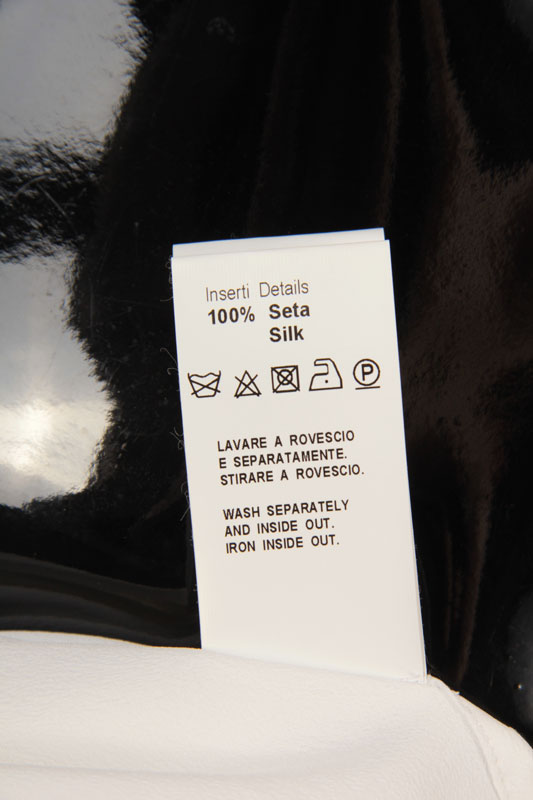 Inserti Details
100% Seta
Silk
P
LAVARE A ROVESCIO
E SEPARATAMENTE.
STIRARE A ROVESCIO.
WASH SEPARATELY
AND INSIDE OUT.
IRON INSIDE OUT.